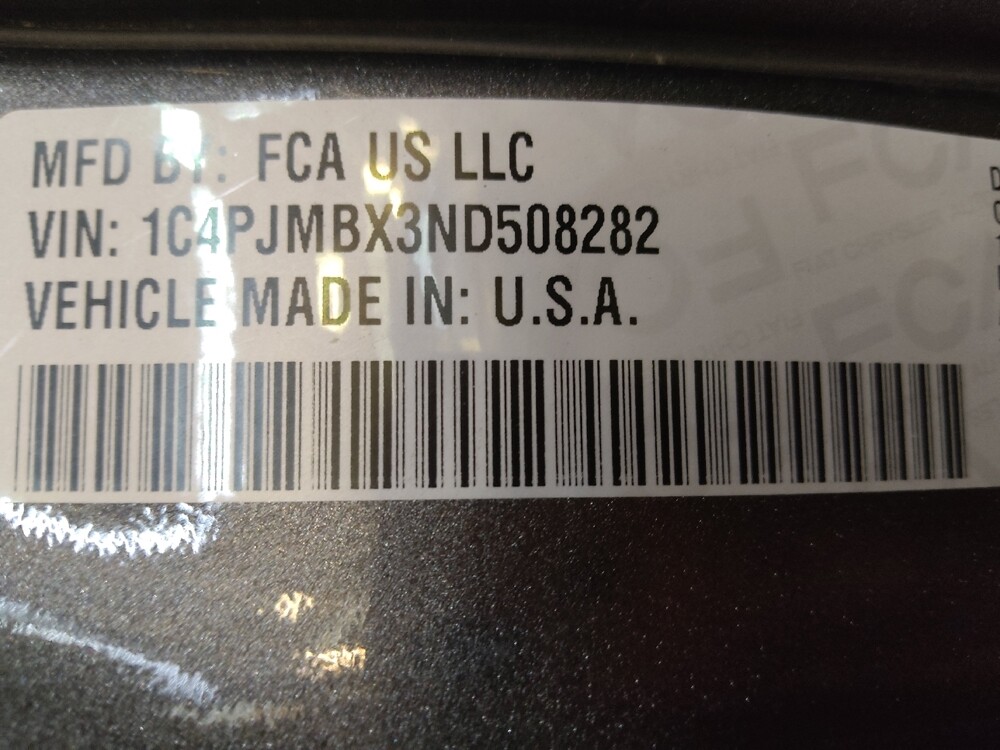 MFD BY: FCA US LLC
VIN: 1C4PJMBX3ND508282
VEHICLE MADE IN: U.S.A.